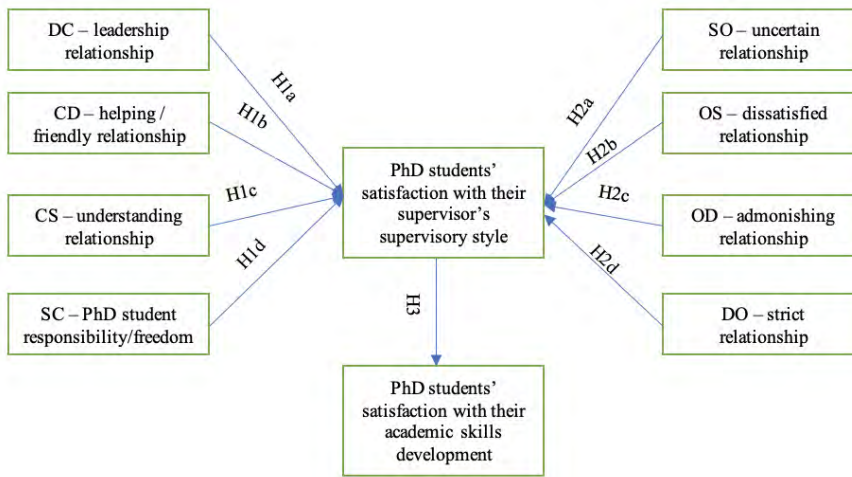 DC – leadership
relationship
H1a
CD – helping /
friendly relationship
H1b
CS – understanding
relationship
H1c
SC – PhD student
responsibility/freedom
H1d
PhD students’
satisfaction with their
supervisor’s
supervisory style
SO – uncertain
relationship
H2a
OS – dissatisfied
relationship
H2b
OD – admonishing
relationship
H2c
DO – strict
relationship
H2d
H3
PhD students’
satisfaction with their
academic skills
development